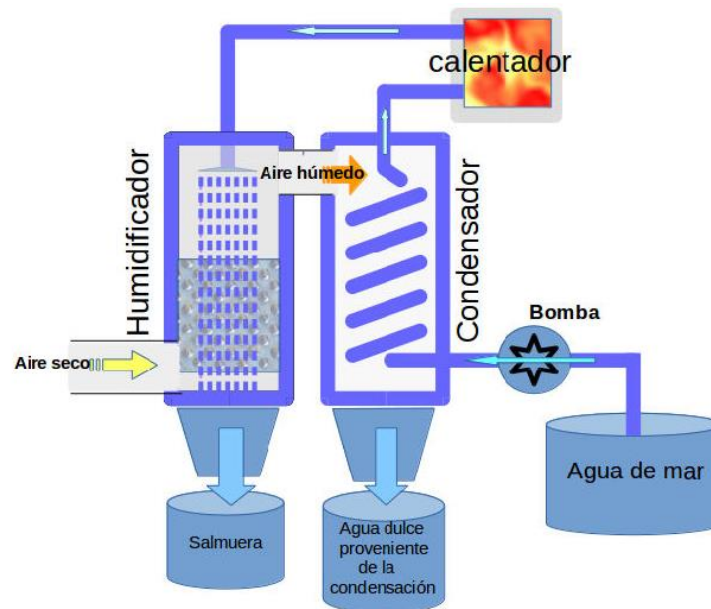 calentador
Humidificador
Aire húmedo
Condensador
Bomba
Aire seco
Agua de mar
Salmuera
Agua dulce
proveniente
de la
condensación